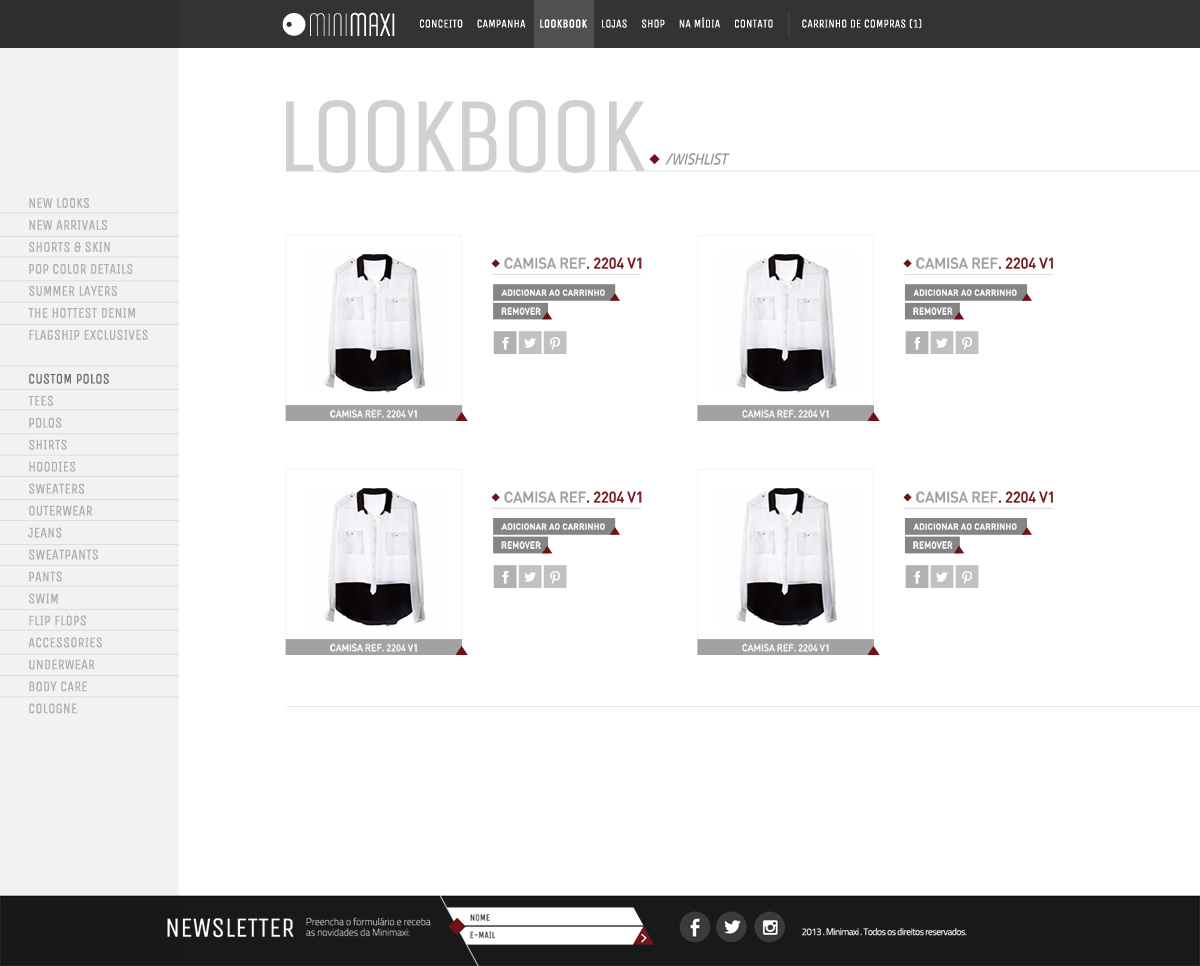 MINIMAXI CONCEITO CAMPANHA LOOKBOOK LOJAS SHOP NA MÍDIA CONTATO CARRINHO DE COMPRAS (1)
LOOKBOOK /WISHLIST
NEW LOOKS
NEW ARRIVALS
SHORTS & SKIN
POP COLOR DETAILS
SUMMER LAYERS
THE HOTTEST DENIM
FLAGSHIP EXCLUSIVES
CUSTOM POLOS
TEES
POLOS
SHIRTS
HOODIES
SWEATERS
OUTERWEAR
JEANS
SWEATPANTS
PANTS
SWIM
FLIP FLOPS
ACCESSORIES
UNDERWEAR
BODY CARE
COLOGNE
CAMISA REF. 2204 V1
ADICIONAR AO CARRINHO
REMOVER
CAMISA REF. 2204 V1
CAMISA REF. 2204 V1
ADICIONAR AO CARRINHO
REMOVER
CAMISA REF. 2204 V1
CAMISA REF. 2204 V1
ADICIONAR AO CARRINHO
REMOVER
CAMISA REF. 2204 V1
CAMISA REF. 2204 V1
ADICIONAR AO CARRINHO
REMOVER
CAMISA REF. 2204 V1
NEWSLETTER
Preencha o formulário e receba
as novidades da Minimaxi:
NOME
E-MAIL
2013 . Minimaxi . Todos os direitos reservados.